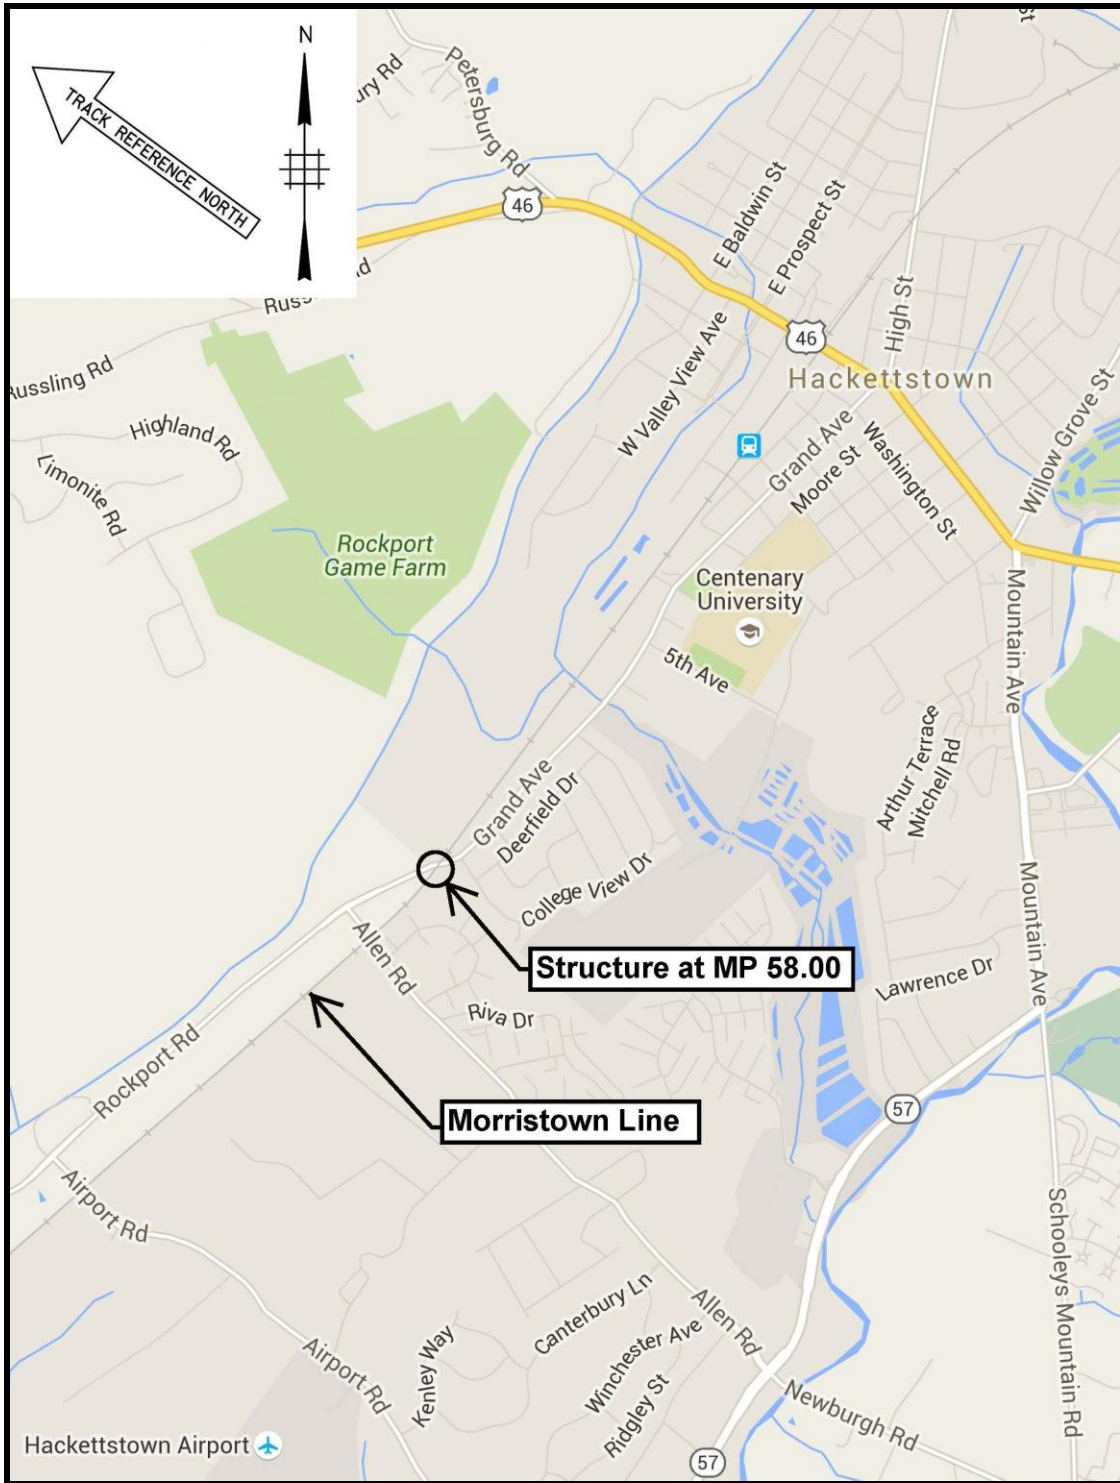 N
TRACK REFERENCE NORTH
St
Petersburg Rd
ury Rd
46
E Baldwin St
E Prospect St
d
Russ
46
High St
W Valley View Ave
Hackettstown
Russling Rd
Willow Grove St
Highland Rd
Grand Ave
Washington St
Limonite Rd
Moore St
Rockport
Game Farm
Centenary
University
Mountain Ave
5th Ave
Arthur Terrace
Mitchell Rd
Grand Ave
Deerfield Dr
College View Dr
Mountain Ave
Allen Rd
Structure at MP 58.00
Lawrence Dr
Riva Dr
Rockport Rd
57
Morristown Line
Airport Rd
Schooleys Mountain Rd
Canterbury Ln
Allen Rd
Airport Rd
Kenley Way
Winchester Ave
Ridgley St
Newburgh Rd
Hackettstown Airport
57